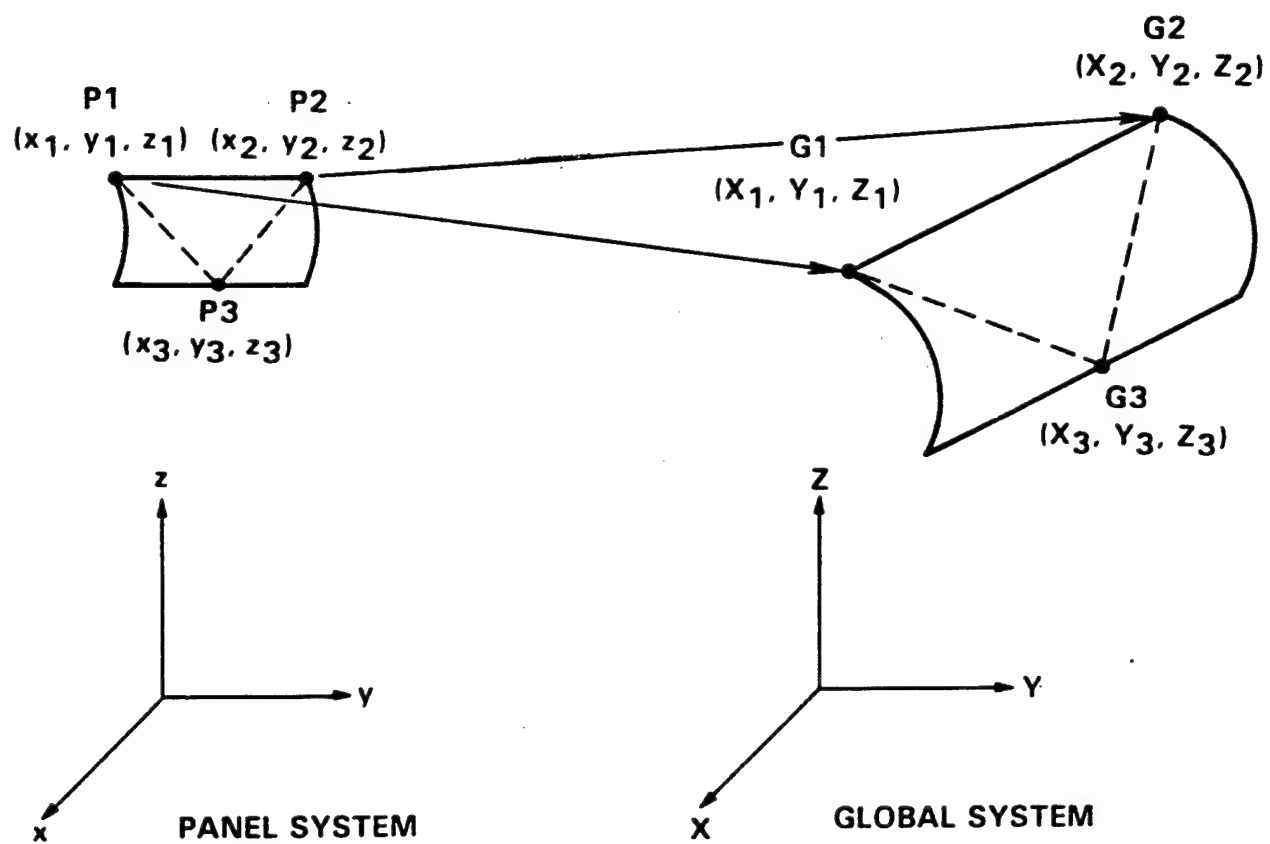 G2
(X2, Y2, Z2)
P1
P2
(x1, y1, z1)
(x2, y2, z2)
G1
(X1, Y1, Z1)
P3
(x3, y3, z3)
G3
(X3, Y3, Z3)
z
y
x
PANEL SYSTEM
Z
Y
X
GLOBAL SYSTEM